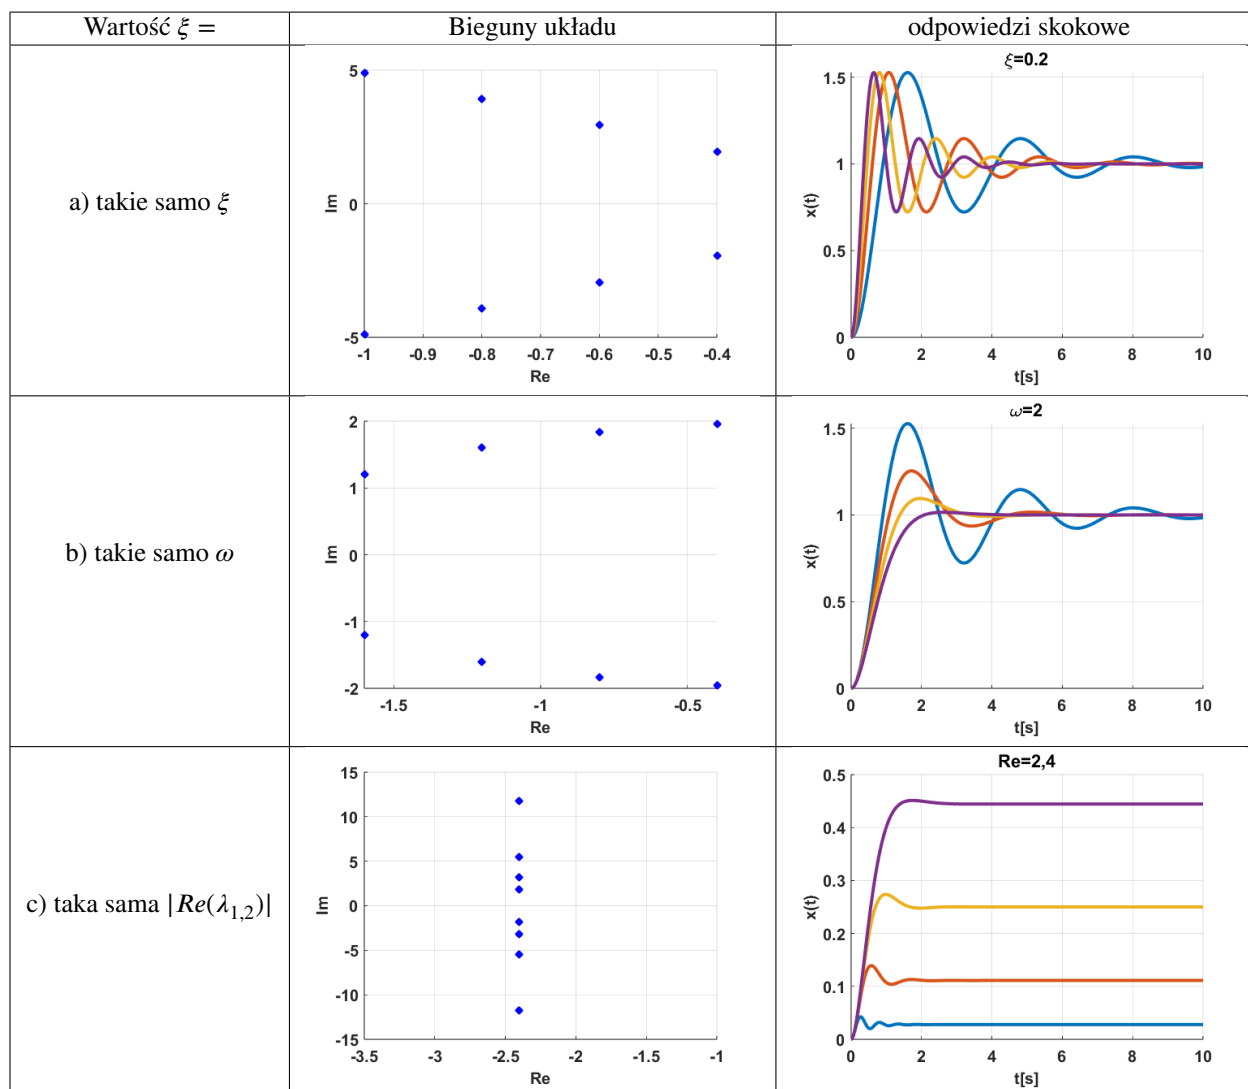 Wartość ξ =
Bieguny układu
odpowiedzi skokowe
a) takie samo ξ
5
0
-5
Im
-1 -0.9 -0.8 -0.7 -0.6 -0.5 -0.4
Re
ξ=0.2
1.5
1
0.5
0
x(t)
0 2 4 6 8 10
t[s]
b) takie samo ω
2
1
0
-1
-2
Im
-1.5 -1 -0.5
Re
ω=2
1.5
1
0.5
0
x(t)
0 2 4 6 8 10
t[s]
c) taka sama |Re(λ1,2)|
15
10
5
0
-5
-10
-15
Im
-3.5 -3 -2.5 -2 -1.5 -1
Re
Re=2,4
0.5
0.4
0.3
0.2
0.1
0
x(t)
0 2 4 6 8 10
t[s]